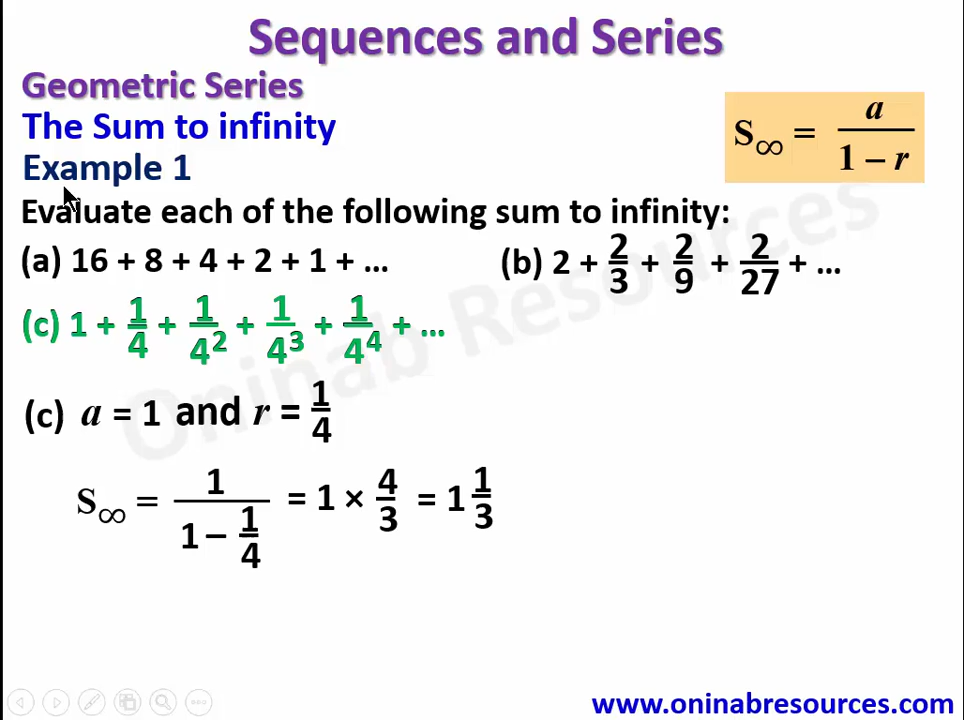 Sequences and Series
Geometric Series
The Sum to infinity
Example 1
S∞ = a / (1 – r)
Evaluate each of the following sum to infinity:
(a) 16 + 8 + 4 + 2 + 1 + ...
(b) 2 + 2/3 + 2/9 + 2/27 + ...
(c) 1 + 1/4 + 1/4² + 1/4³ + 1/4⁴ + ...
(c) a = 1 and r = 1/4
S∞ = 1 / (1 – 1/4) = 1 × 4/3 = 1 1/3
Oninab Resources
www.oninabresources.com